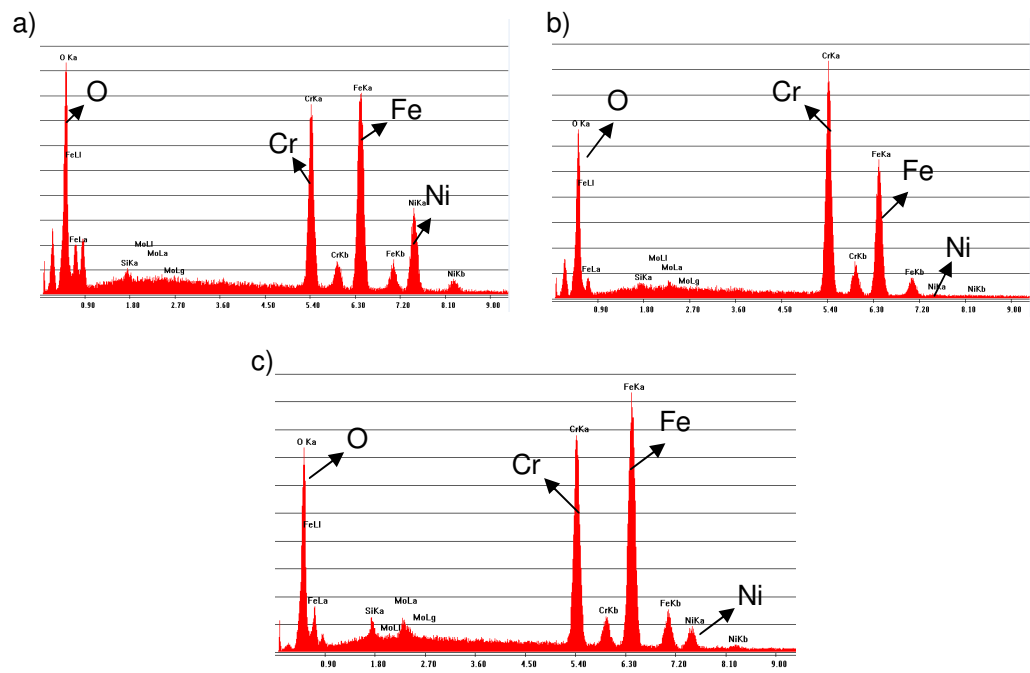 a)
O Ka
O
FeLl
FeLa
SiKa
MoLl
MoLa
MoLg
CrKa
Cr
CrKb
FeKa
Fe
FeKb
Ni
NiKa
NiKb
0.90 1.80 2.70 3.60 4.50 5.40 6.30 7.20 8.10 9.00
b)
O Ka
O
FeLl
FeLa
SiKa
MoLl
MoLa
MoLg
CrKa
Cr
CrKb
FeKa
Fe
FeKb
Ni
NiKa
NiKb
0.90 1.80 2.70 3.60 4.50 5.40 6.30 7.20 8.10 9.00
c)
O Ka
O
FeLl
FeLa
SiKa
MoLl
MoLa
MoLg
CrKa
Cr
CrKb
FeKa
Fe
FeKb
NiKa
Ni
NiKb
0.90 1.80 2.70 3.60 4.50 5.40 6.30 7.20 8.10 9.00